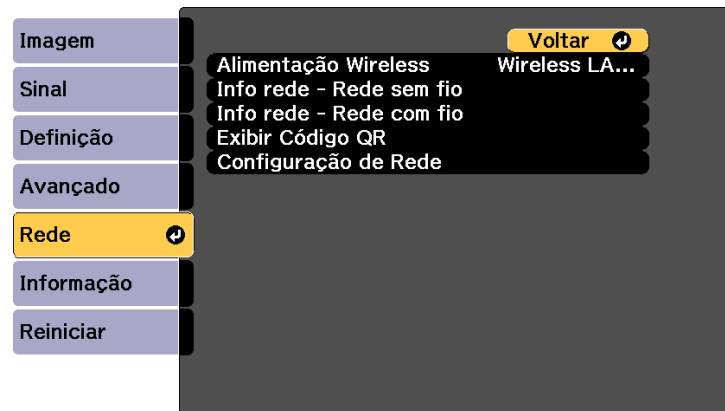 Imagem
Sinal
Definição
Avançado
Rede
Informação
Reiniciar
Voltar
Alimentação Wireless Wireless LA...
Info rede - Rede sem fio
Info rede - Rede com fio
Exibir Código QR
Configuração de Rede